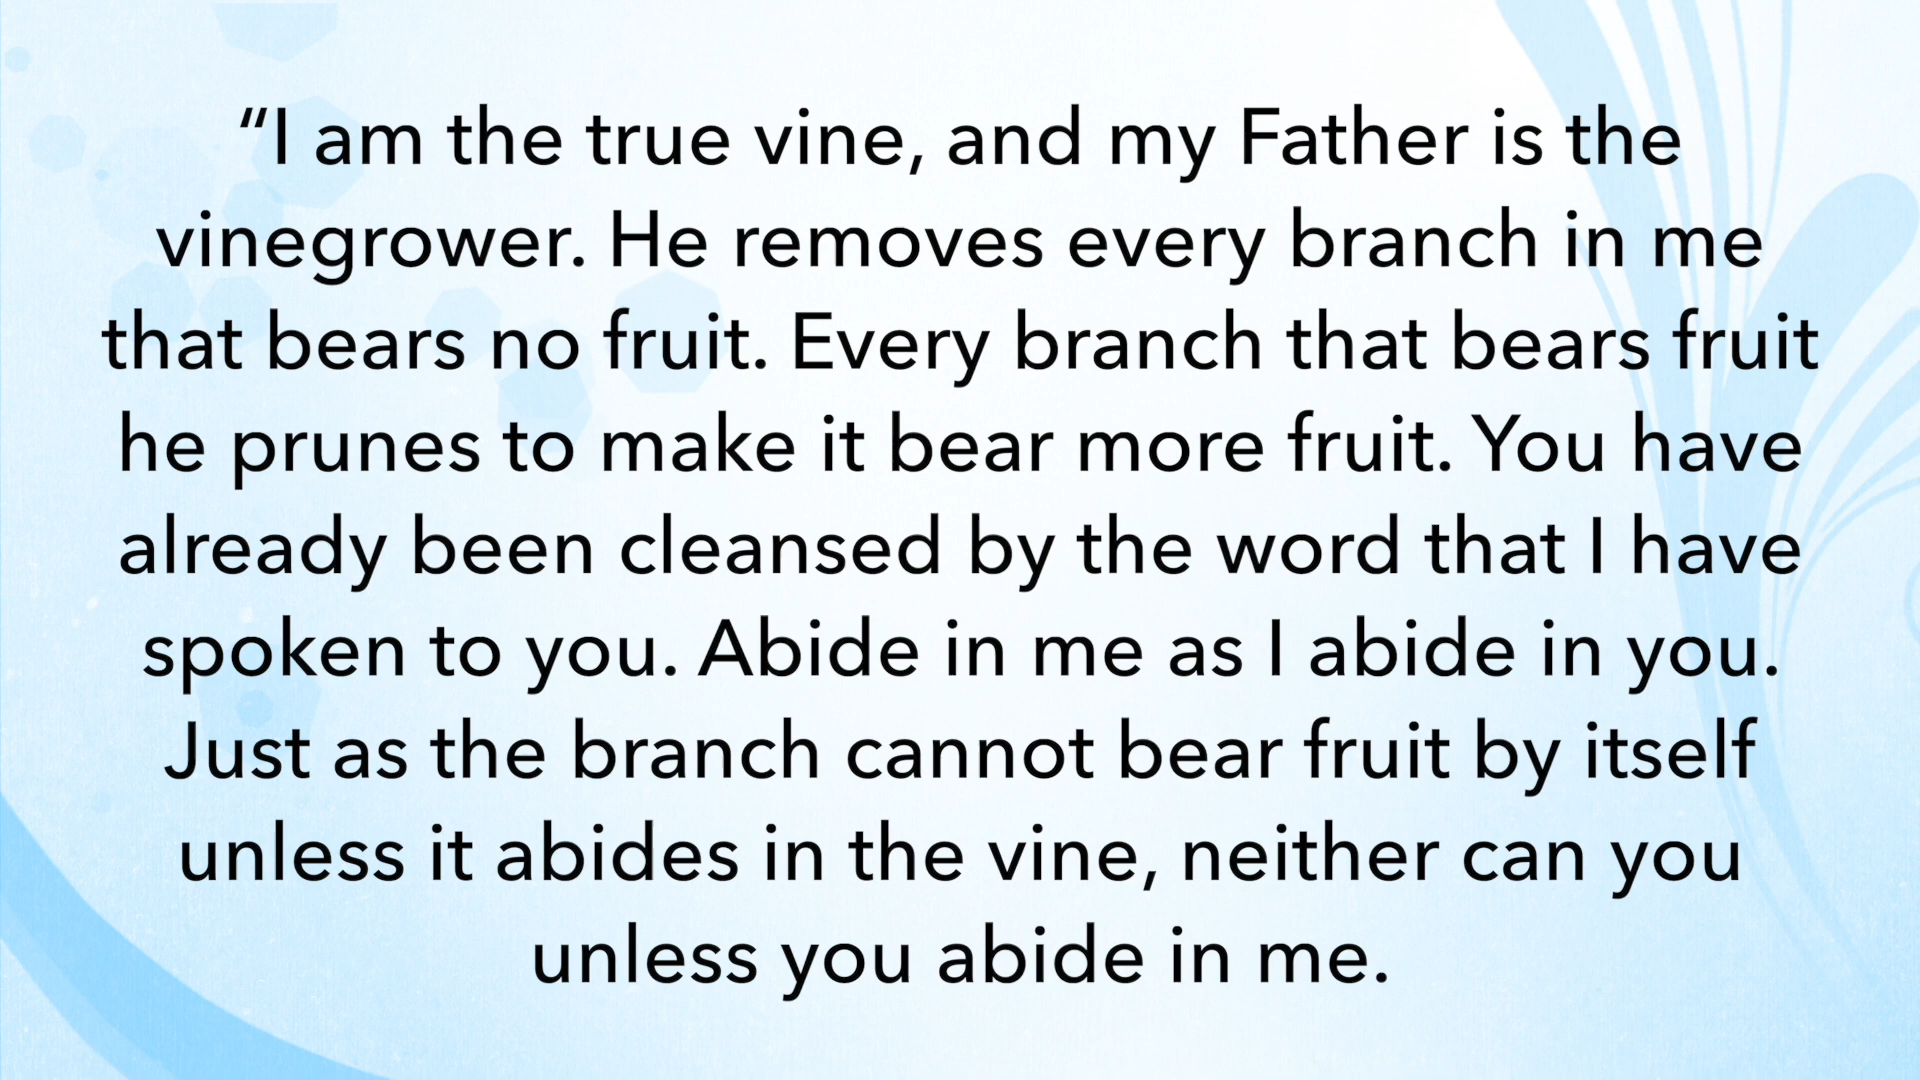 “I am the true vine, and my Father is the
vinegrower. He removes every branch in me
that bears no fruit. Every branch that bears fruit
he prunes to make it bear more fruit. You have
already been cleansed by the word that I have
spoken to you. Abide in me as I abide in you.
Just as the branch cannot bear fruit by itself
unless it abides in the vine, neither can you
unless you abide in me.